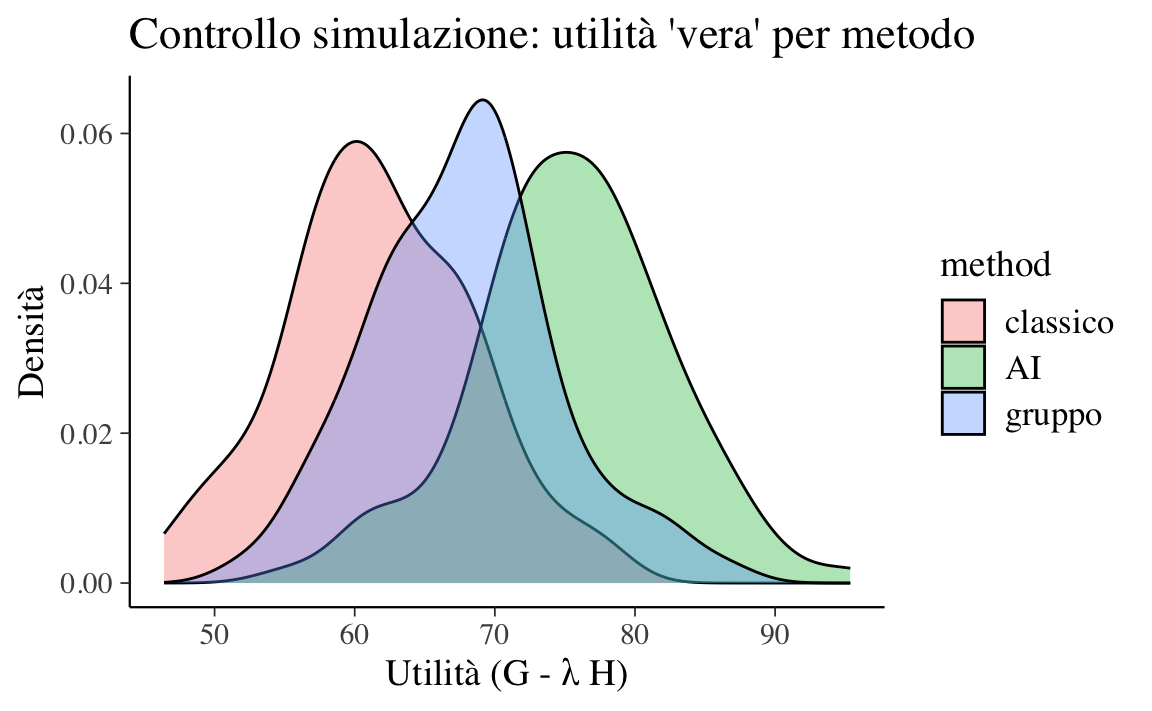 Controllo simulazione: utilità 'vera' per metodo
Densità
0.06
0.04
0.02
0.00
50 60 70 80 90
Utilità (G - λ H)
method
classico
AI
gruppo